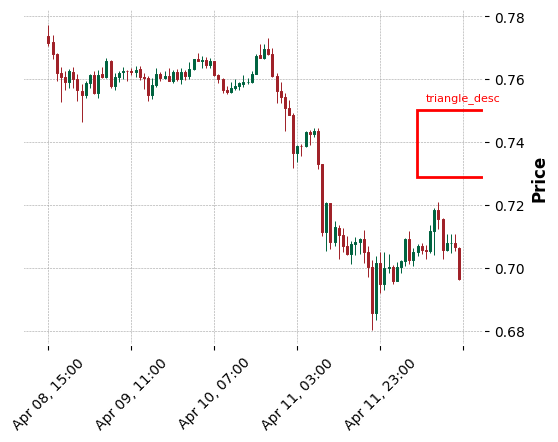 0.78
0.76
triangle_desc
0.74
0.72
0.70
0.68
Price
Apr 08, 15:00
Apr 09, 11:00
Apr 10, 07:00
Apr 11, 03:00
Apr 11, 23:00